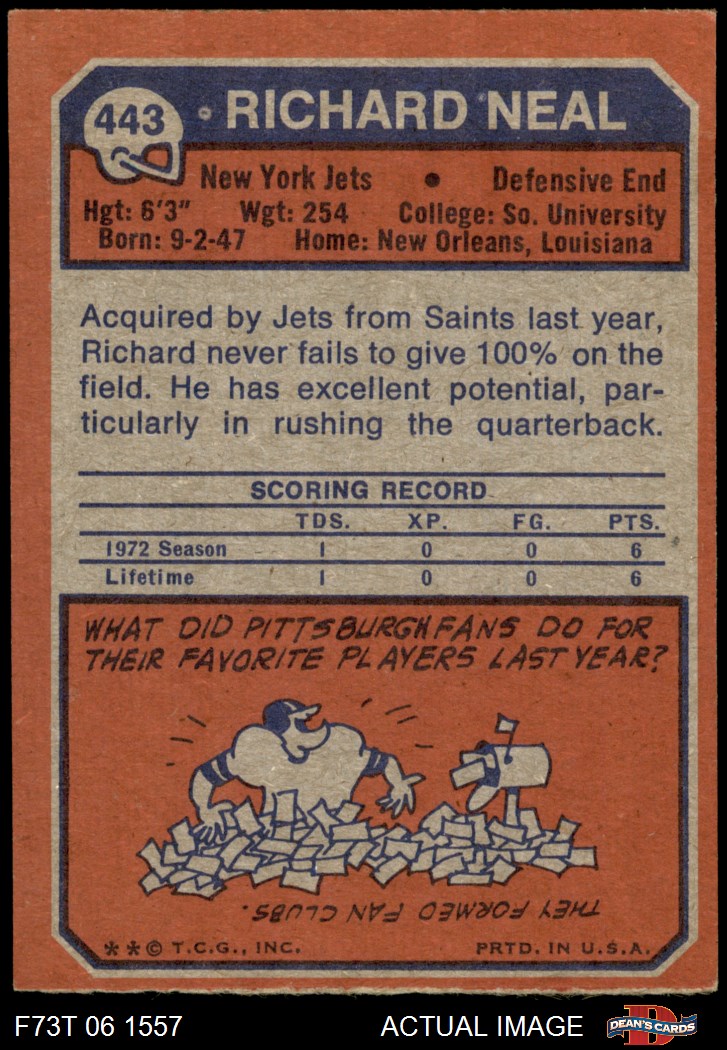 443 • RICHARD NEAL
New York Jets • Defensive End
Hgt: 6'3" Wgt: 254 College: So. University
Born: 9-2-47 Home: New Orleans, Louisiana
Acquired by Jets from Saints last year,
Richard never fails to give 100% on the
field. He has excellent potential, par-
ticularly in rushing the quarterback.
SCORING RECORD
TDS. XP. FG. PTS.
1972 Season 1 0 0 6
Lifetime 1 0 0 6
WHAT DID PITTSBURGH FANS DO FOR
THEIR FAVORITE PLAYERS LAST YEAR?
THEY FORMED FAN CLUBS.
** © T.C.G., INC. PRTD. IN U.S.A.
F73T 06 1557 ACTUAL IMAGE D DEAN'S CARDS